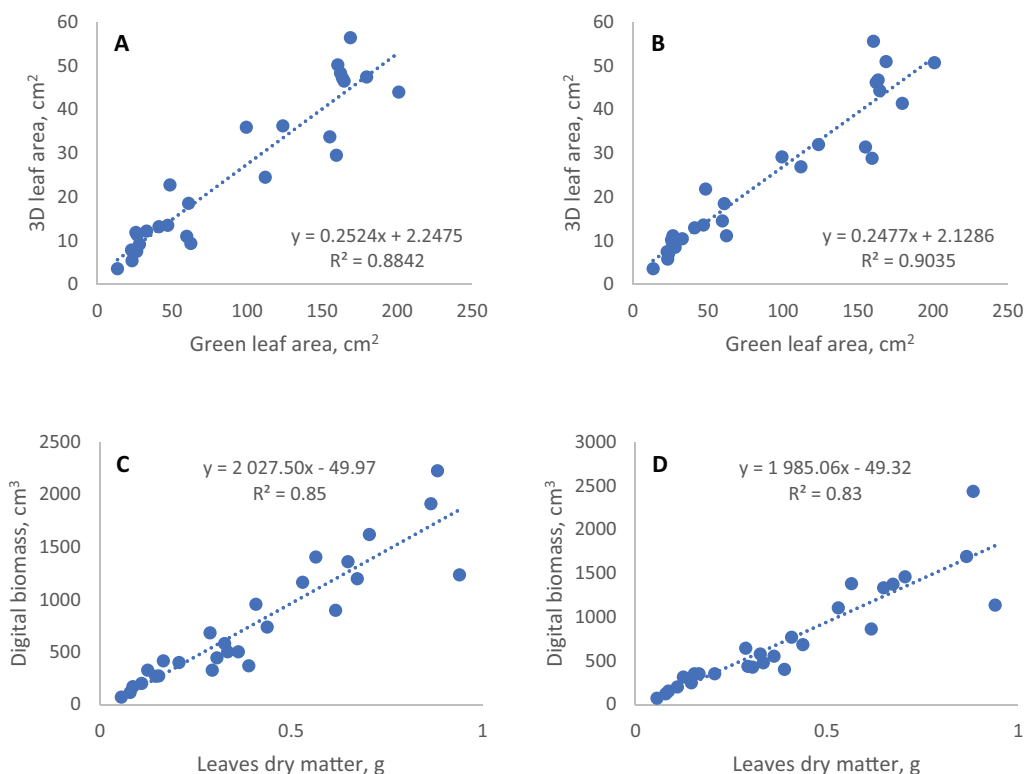 A
3D leaf area, cm²
60
50
40
30
20
10
0
y = 0.2524x + 2.2475
R² = 0.8842
0 50 100 150 200 250
Green leaf area, cm²
B
3D leaf area, cm²
60
50
40
30
20
10
0
y = 0.2477x + 2.1286
R² = 0.9035
0 50 100 150 200 250
Green leaf area, cm²
C
Digital biomass, cm³
2500
2000
1500
1000
500
0
y = 2 027.50x - 49.97
R² = 0.85
0 0.5 1
Leaves dry matter, g
D
Digital biomass, cm³
3000
2500
2000
1500
1000
500
0
y = 1 985.06x - 49.32
R² = 0.83
0 0.5 1
Leaves dry matter, g